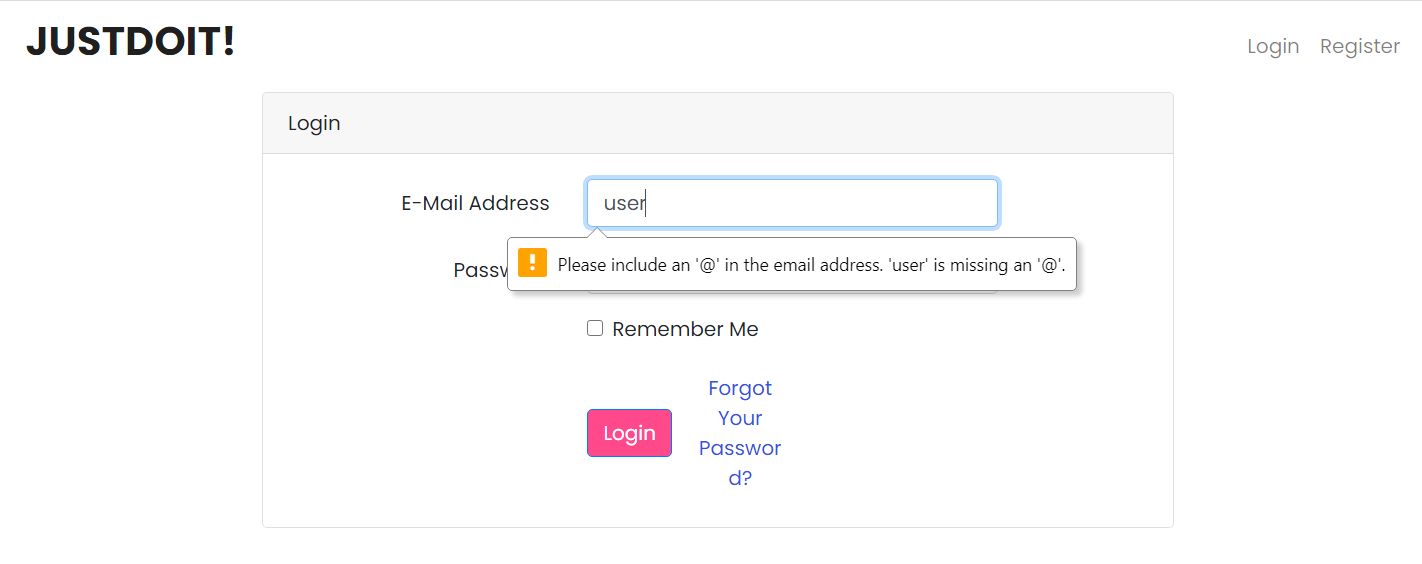 JUSTDOIT!
Login Register
Login
E-Mail Address
user
Please include an '@' in the email address. 'user' is missing an '@'.
Remember Me
Login
Forgot
Your
Passwor
d?